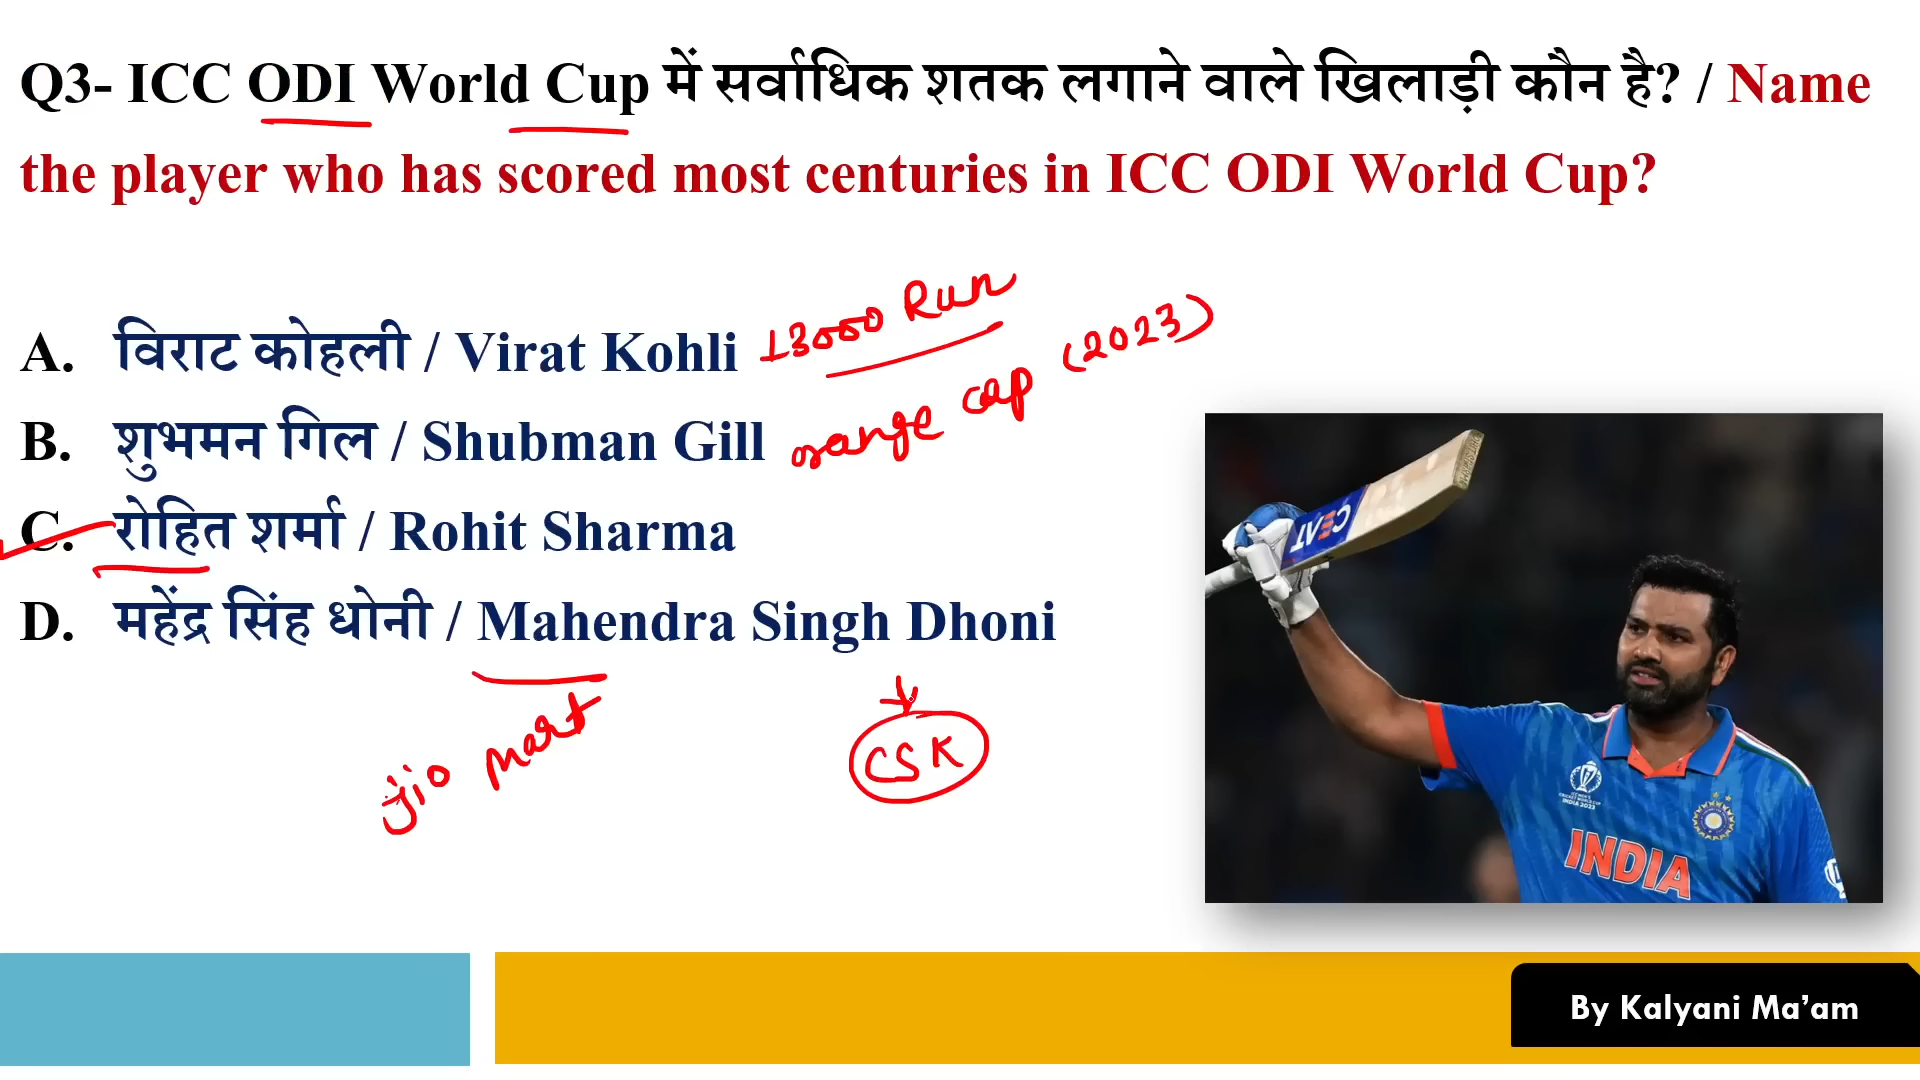 Q3- ICC ODI World Cup में सर्वाधिक शतक लगाने वाले खिलाड़ी कौन है? / Name
the player who has scored most centuries in ICC ODI World Cup?
A. विराट कोहली / Virat Kohli 13000 Run
B. शुभमन गिल / Shubman Gill orange cap (2023)
C. रोहित शर्मा / Rohit Sharma
D. महेंद्र सिंह धोनी / Mahendra Singh Dhoni
jio mart
CSK
CEAT
INDIA
By Kalyani Ma’am